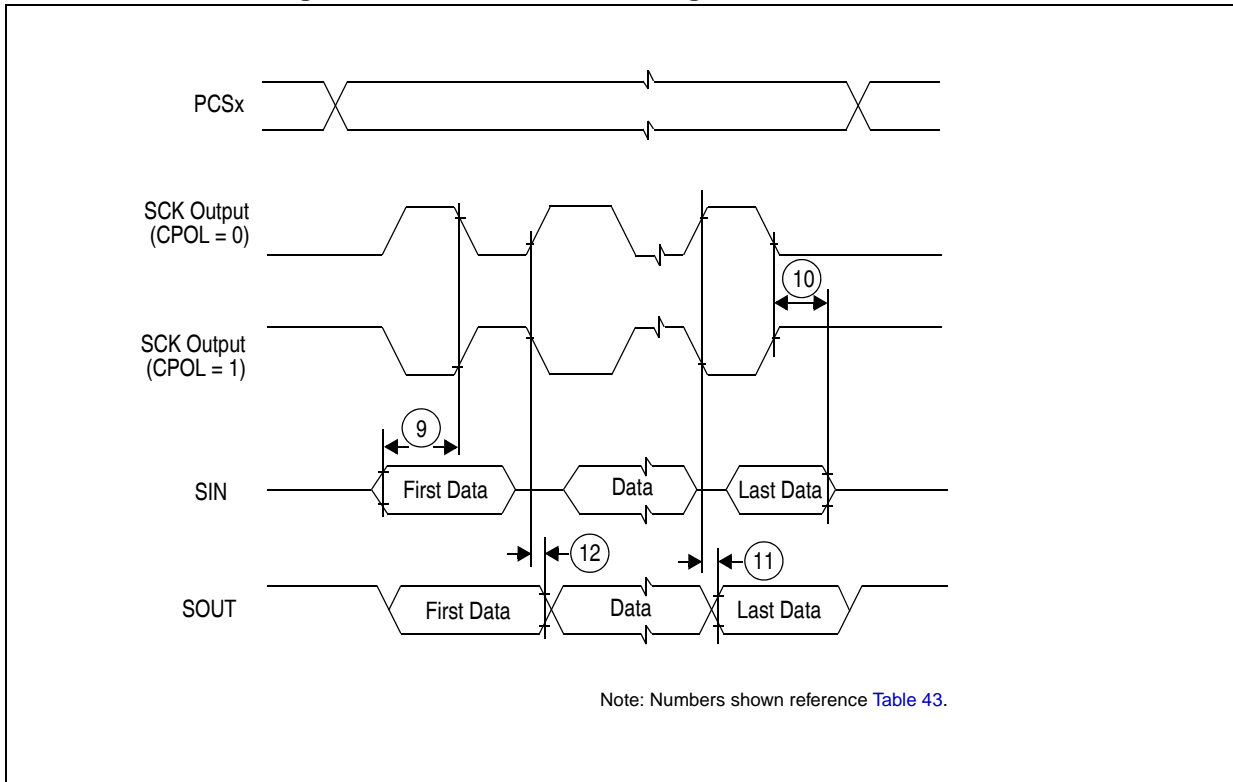 PCSx
SCK Output
(CPOL = 0)
10
SCK Output
(CPOL = 1)
9
SIN
First Data
Data
Last Data
12
11
SOUT
First Data
Data
Last Data
Note: Numbers shown reference Table 43.